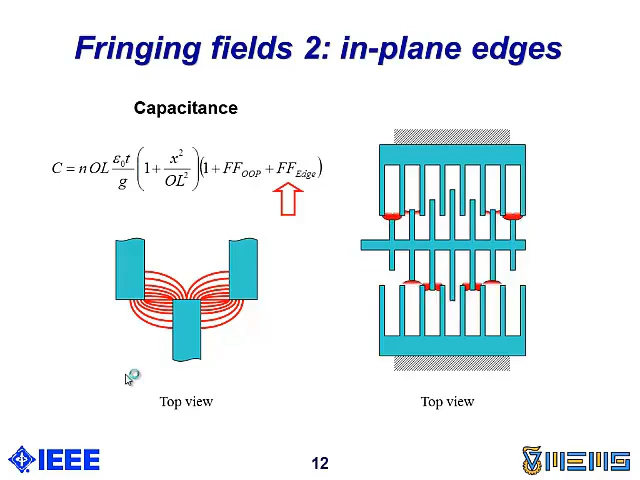 Fringing fields 2: in-plane edges
Capacitance
C = n OL ε₀t/g (1 + x²/OL²)(1 + FF_OOP + FF_Edge)
Top view
Top view
IEEE
12
MEMS